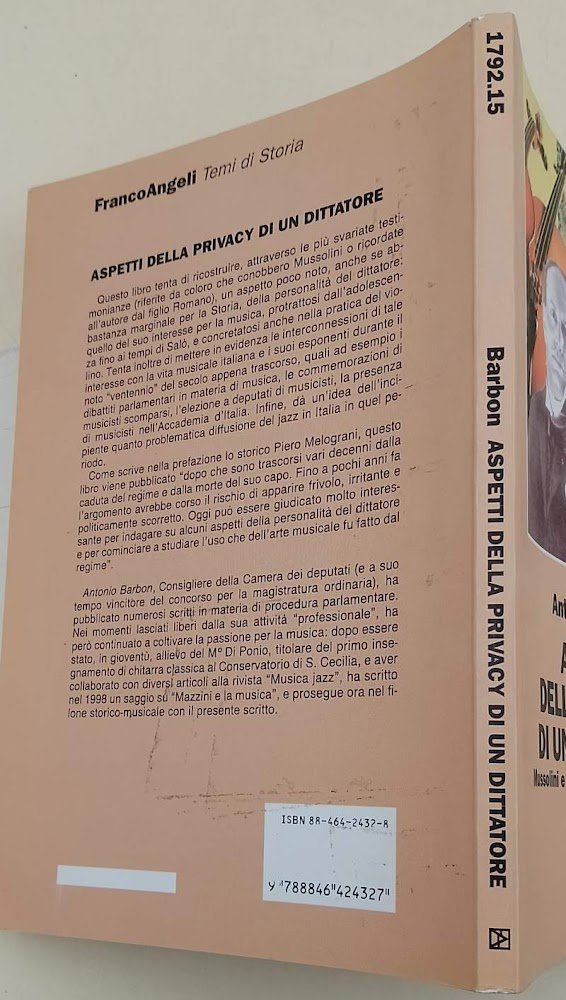 FrancoAngeli Temi di Storia
ASPETTI DELLA PRIVACY DI UN DITTATORE
Questo libro tenta di ricostruire, attraverso le più svariate testi-
monianze (riferite da coloro che conobbero Mussolini o ricordate
all'autore dal figlio Romano), un aspetto poco noto, anche se ab-
bastanza marginale per la Storia, della personalità del dittatore:
quello del suo interesse per la musica, protrattosi dall'adolescen-
za fino ai tempi di Salò, e concretatosi anche nella pratica del vio-
lino. Tenta inoltre di mettere in evidenza le interconnessioni di tale
interesse con la vita musicale italiana e i suoi esponenti durante il
noto "ventennio" del secolo appena trascorso, quali ad esempio i
dibattiti parlamentari in materia di musica, le commemorazioni di
musicisti scomparsi, l'elezione a deputati di musicisti, la presenza
di musicisti nell'Accademia d'Italia. Infine, dà un'idea dell'inci-
piente quanto problematica diffusione del jazz in Italia in quel pe-
riodo.
Come scrive nella prefazione lo storico Piero Melograni, questo
libro viene pubblicato "dopo che sono trascorsi vari decenni dalla
caduta del regime e dalla morte del suo capo. Fino a pochi anni fa
l'argomento avrebbe corso il rischio di apparire frivolo, irritante e
politicamente scorretto. Oggi può essere giudicato molto interes-
sante per indagare su alcuni aspetti della personalità del dittatore
e per cominciare a studiare l'uso che dell'arte musicale fu fatto dal
regime".
Antonio Barbon, Consigliere della Camera dei deputati (e a suo
tempo vincitore del concorso per la magistratura ordinaria), ha
pubblicato numerosi scritti in materia di procedura parlamentare.
Nei momenti lasciati liberi dalla sua attività "professionale", ha
però continuato a coltivare la passione per la musica: dopo essere
stato, in gioventù, allievo del Mº Di Ponio, titolare del primo inse-
gnamento di chitarra classica al Conservatorio di S. Cecilia, e aver
collaborato con diversi articoli alla rivista "Musica jazz", ha scritto
nel 1998 un saggio su "Mazzini e la musica", e prosegue ora nel fi-
lone storico-musicale con il presente scritto.
ISBN 88-464-2432-8
9 788846 424327
1792.15
Barbon ASPETTI DELLA PRIVACY DI UN DITTATORE
Ant
A
DELL
DI UN
Mussolini e